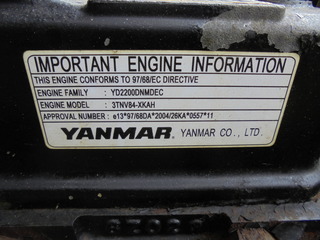 IMPORTANT ENGINE INFORMATION
THIS ENGINE CONFORMS TO 97/68/EC DIRECTIVE
ENGINE FAMILY : YD2200DNMDEC
ENGINE MODEL : 3TNV84-XKAH
APPROVAL NUMBER : e13*97/68DA*2004/26KA*0557*11
YANMAR YANMAR CO., LTD.